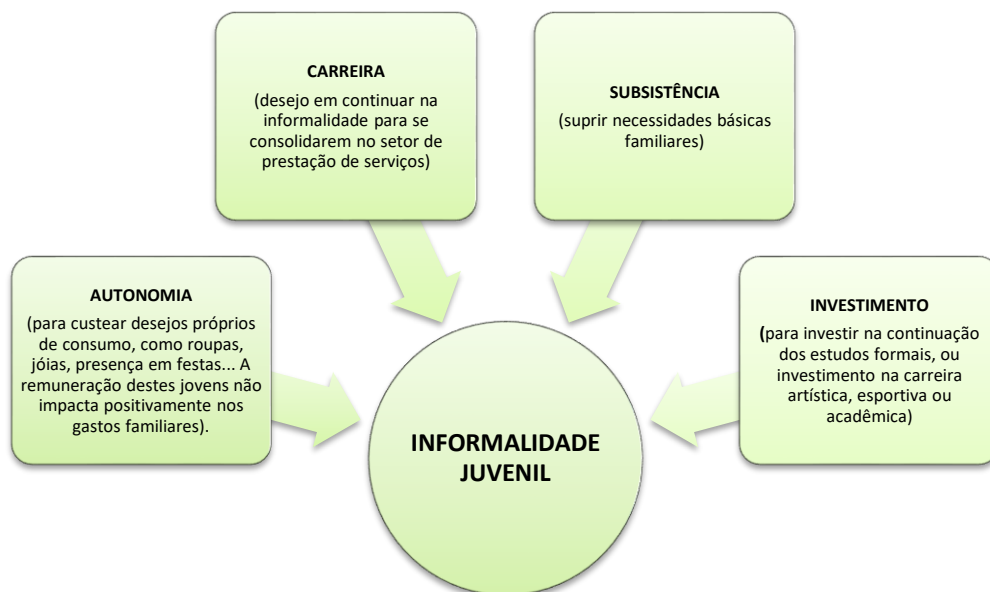 CARREIRA
(desejo em continuar na
informalidade para se
consolidarem no setor de
prestação de serviços)
SUBSISTÊNCIA
(suprir necessidades básicas
familiares)
AUTONOMIA
(para custear desejos próprios
de consumo, como roupas,
jóias, presença em festas... A
remuneração destes jovens não
impacta positivamente nos
gastos familiares).
INVESTIMENTO
(para investir na continuação
dos estudos formais, ou
investimento na carreira
artística, esportiva ou
acadêmica)
INFORMALIDADE
JUVENIL